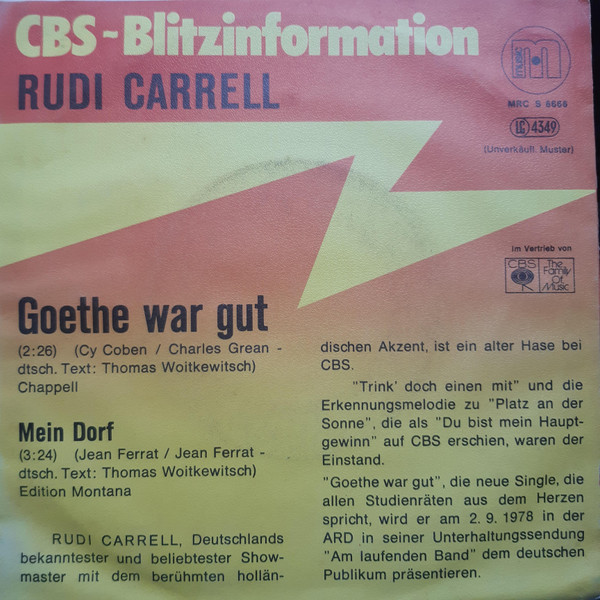 CBS~Blitzinformation
RUDI CARRELL
music
m
MRC S 6666
LC 4349
(Unverkäufl. Muster)
im Vertrieb von
CBS
The
Family
Of
Music
Goethe war gut
(2:26) (Cy Coben / Charles Grean -
dtsch. Text: Thomas Woitkewitsch)
Chappell
Mein Dorf
(3:24) (Jean Ferrat / Jean Ferrat -
dtsch. Text: Thomas Woitkewitsch)
Edition Montana
RUDI CARRELL, Deutschlands
bekanntester und beliebtester Show-
master mit dem berühmten hollän-
dischen Akzent, ist ein alter Hase bei
CBS.
"Trink' doch einen mit" und die
Erkennungsmelodie zu "Platz an der
Sonne", die als "Du bist mein Haupt-
gewinn" auf CBS erschien, waren der
Einstand.
"Goethe war gut", die neue Single, die
allen Studienräten aus dem Herzen
spricht, wird er am 2. 9. 1978 in der
ARD in seiner Unterhaltungssendung
"Am laufenden Band" dem deutschen
Publikum präsentieren.